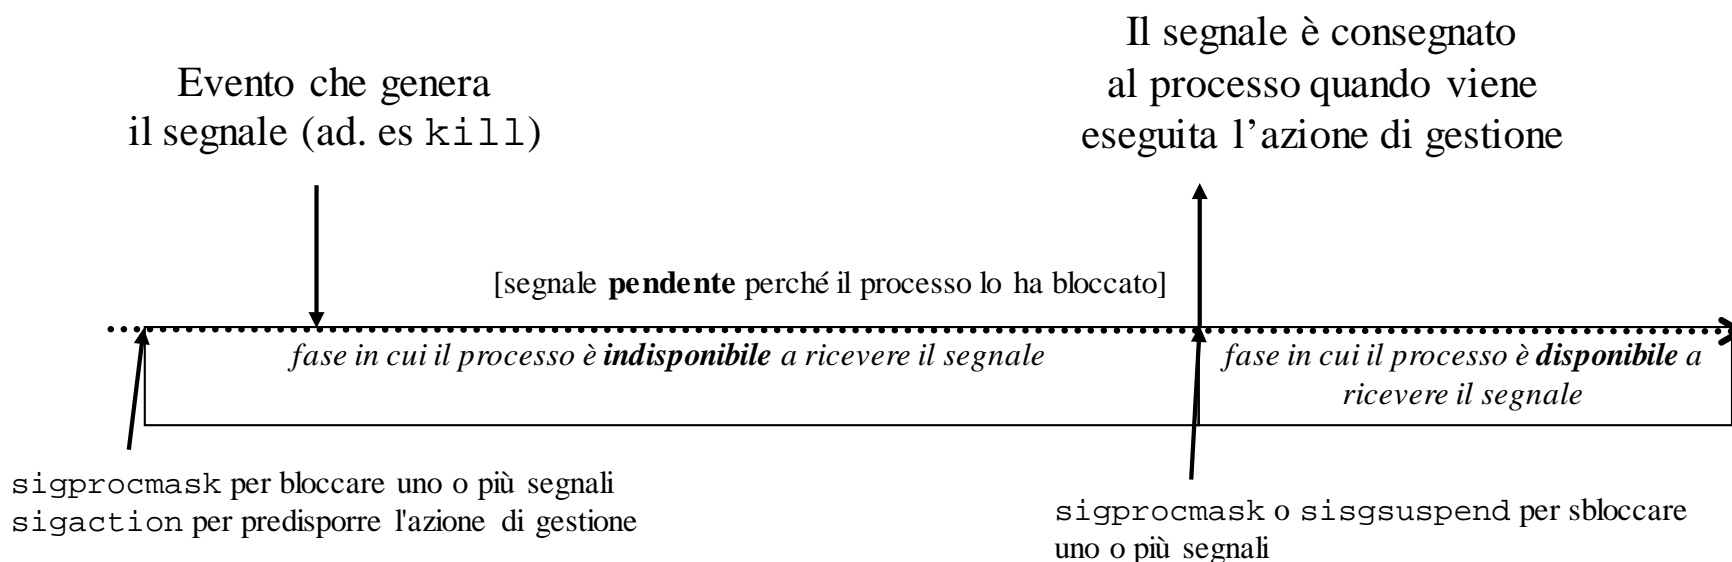 Evento che genera
il segnale (ad. es kill)
Il segnale è consegnato
al processo quando viene
eseguita l’azione di gestione
[segnale pendente perché il processo lo ha bloccato]
fase in cui il processo è indisponibile a ricevere il segnale
fase in cui il processo è disponibile a
ricevere il segnale
sigprocmask per bloccare uno o più segnali
sigaction per predisporre l'azione di gestione
sigprocmask o sisgsuspend per sbloccare
uno o più segnali